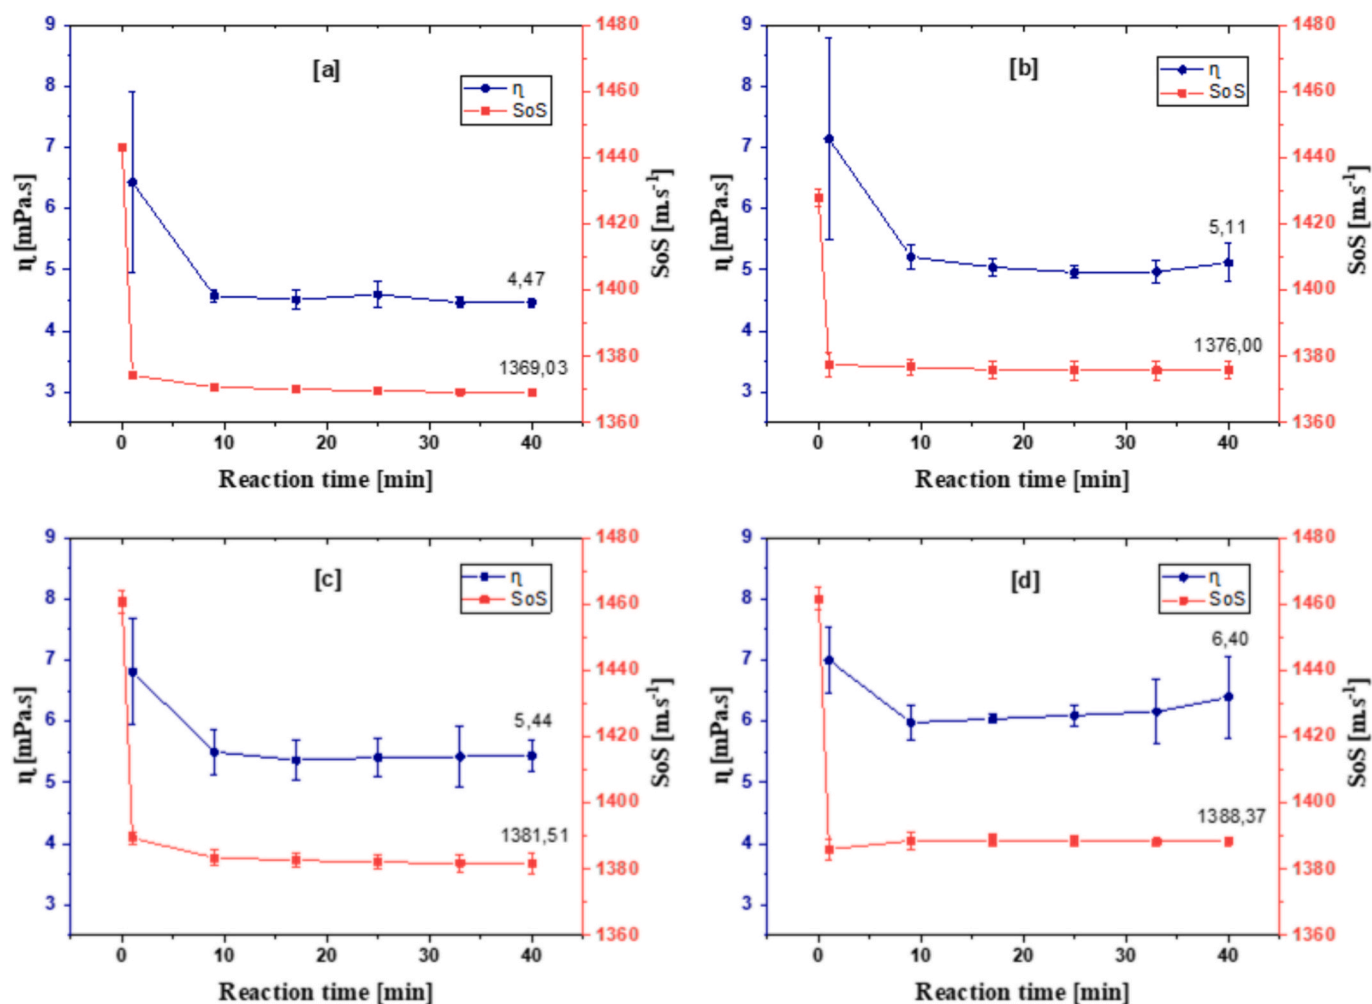 [a]
η
SoS
9
8
7
6
5
4
3
η [mPa.s]
1480
1460
1440
1420
1400
1380
1360
SoS [m.s⁻¹]
4,47
1369,03
0 10 20 30 40
Reaction time [min]
[b]
η
SoS
9
8
7
6
5
4
3
η [mPa.s]
1480
1460
1440
1420
1400
1380
1360
SoS [m.s⁻¹]
5,11
1376,00
0 10 20 30 40
Reaction time [min]
[c]
η
SoS
9
8
7
6
5
4
3
η [mPa.s]
1480
1460
1440
1420
1400
1380
1360
SoS [m.s⁻¹]
5,44
1381,51
0 10 20 30 40
Reaction time [min]
[d]
η
SoS
9
8
7
6
5
4
3
η [mPa.s]
1480
1460
1440
1420
1400
1380
1360
SoS [m.s⁻¹]
6,40
1388,37
0 10 20 30 40
Reaction time [min]